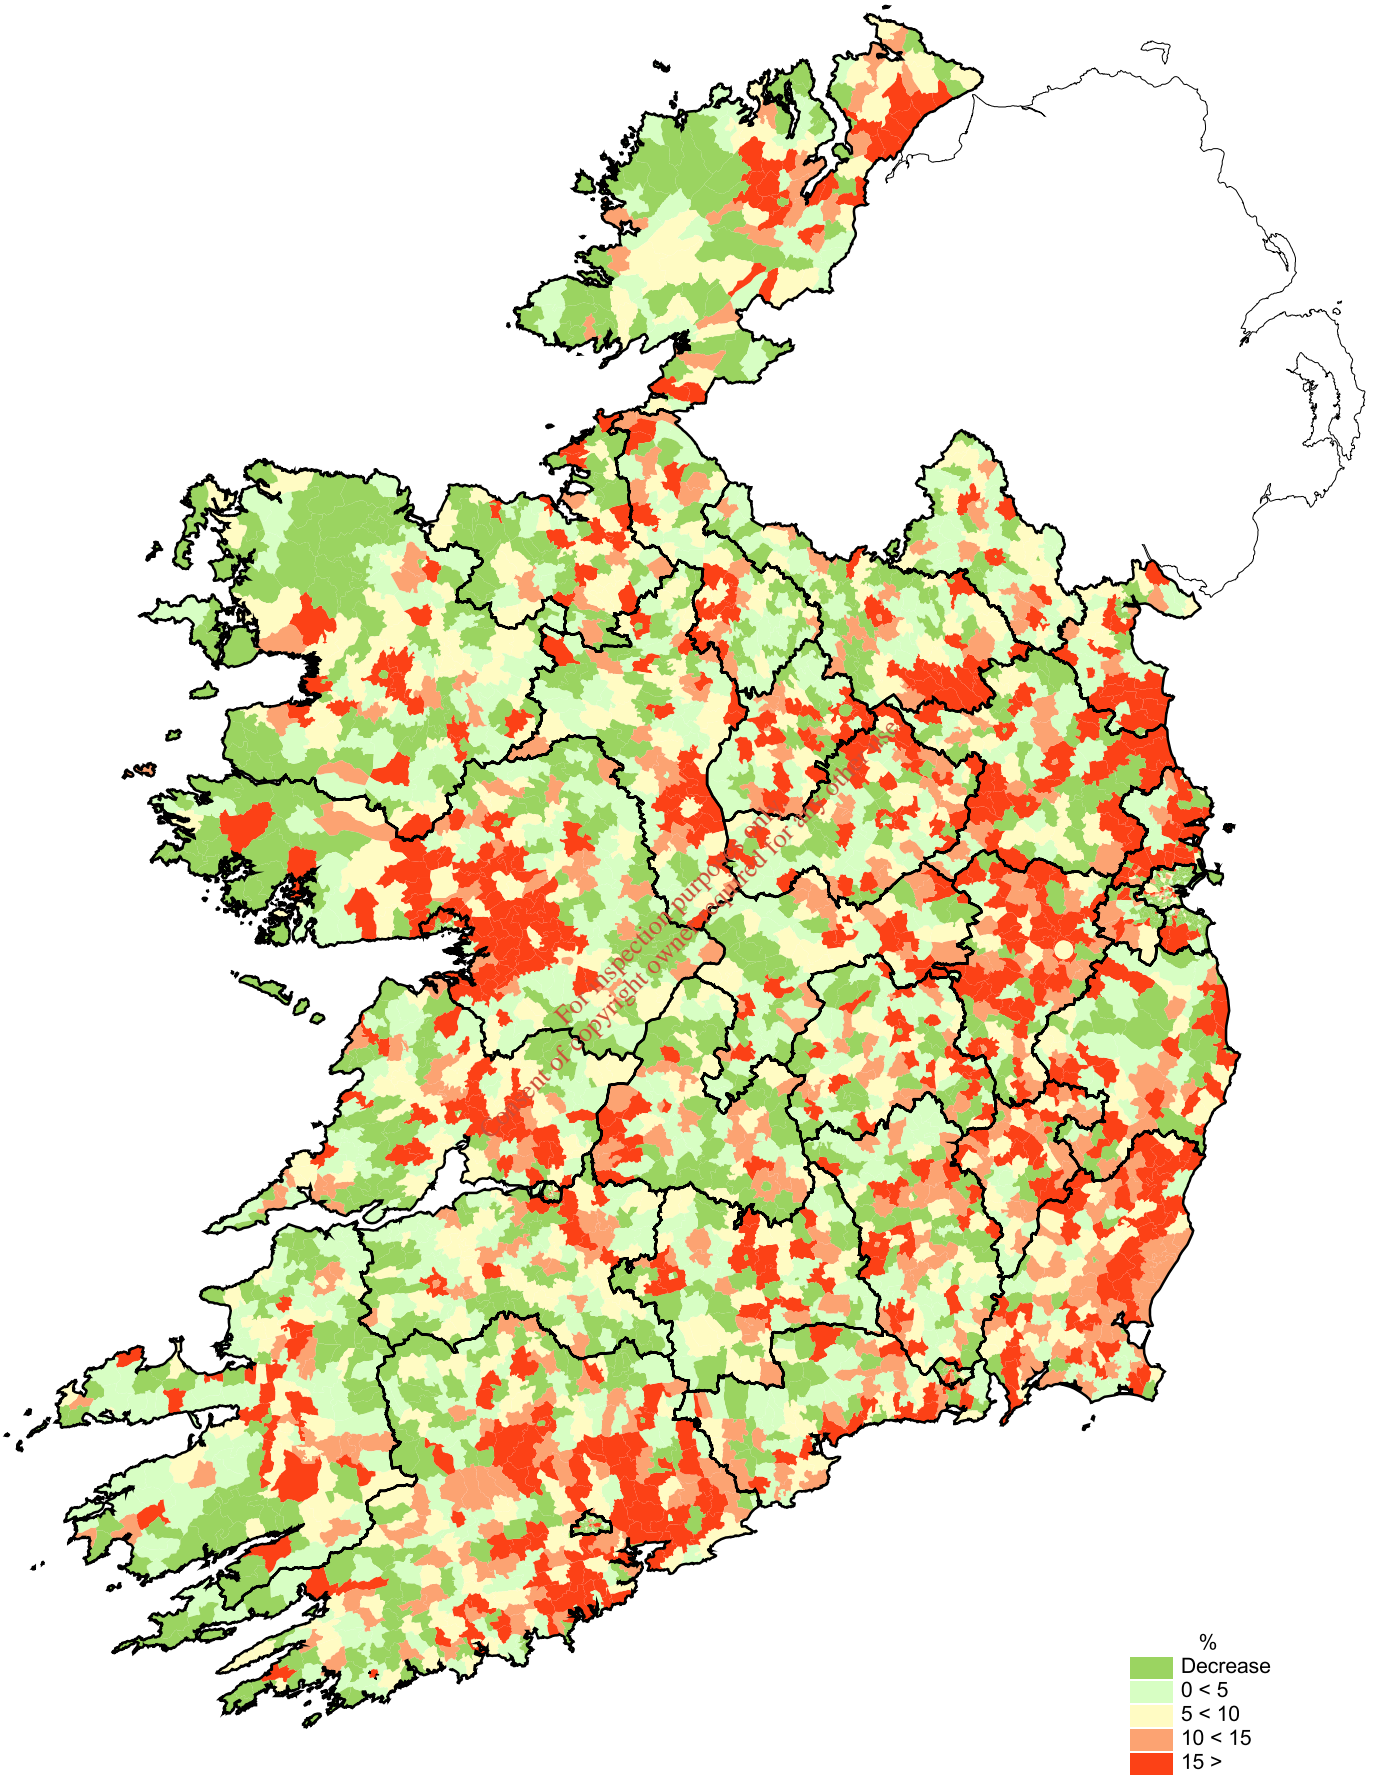 For inspection purposes only.
Consent of copyright owner required for any other use.
%
Decrease
0 < 5
5 < 10
10 < 15
15 >